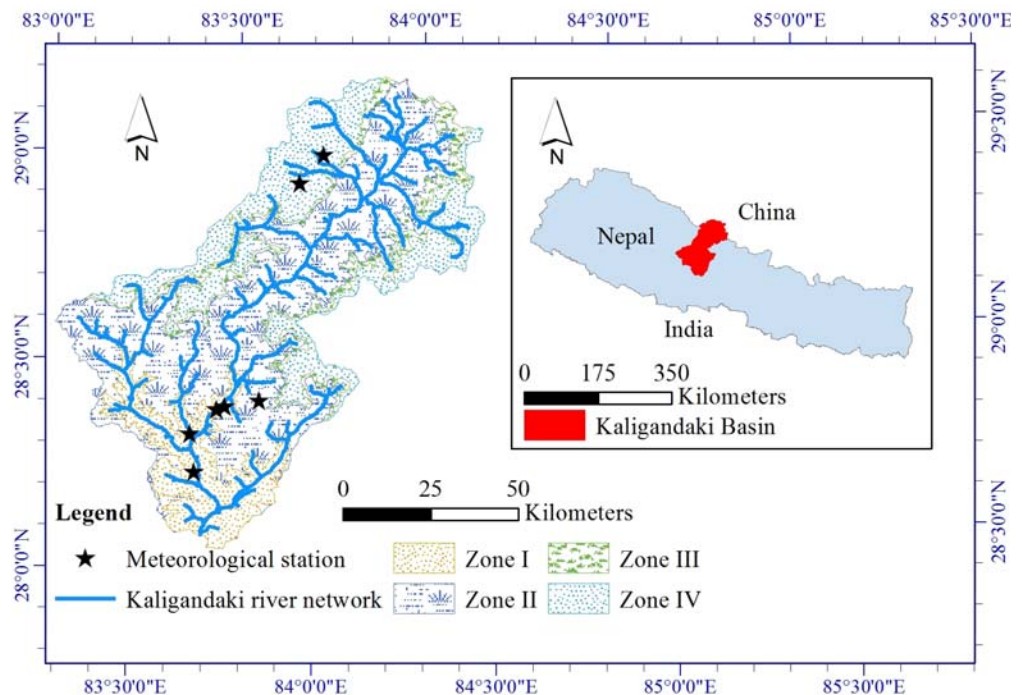 83°0'0"E 83°30'0"E 84°0'0"E 84°30'0"E 85°0'0"E 85°30'0"E
29°30'0"N
29°0'0"N
28°30'0"N
28°0'0"N
29°30'0"N
29°0'0"N
28°30'0"N
N
N
China
Nepal
India
0 175 350
Kilometers
Kaligandaki Basin
0 25 50
Kilometers
Legend
Meteorological station
Kaligandaki river network
Zone I
Zone II
Zone III
Zone IV
83°30'0"E 84°0'0"E 84°30'0"E 85°0'0"E 85°30'0"E